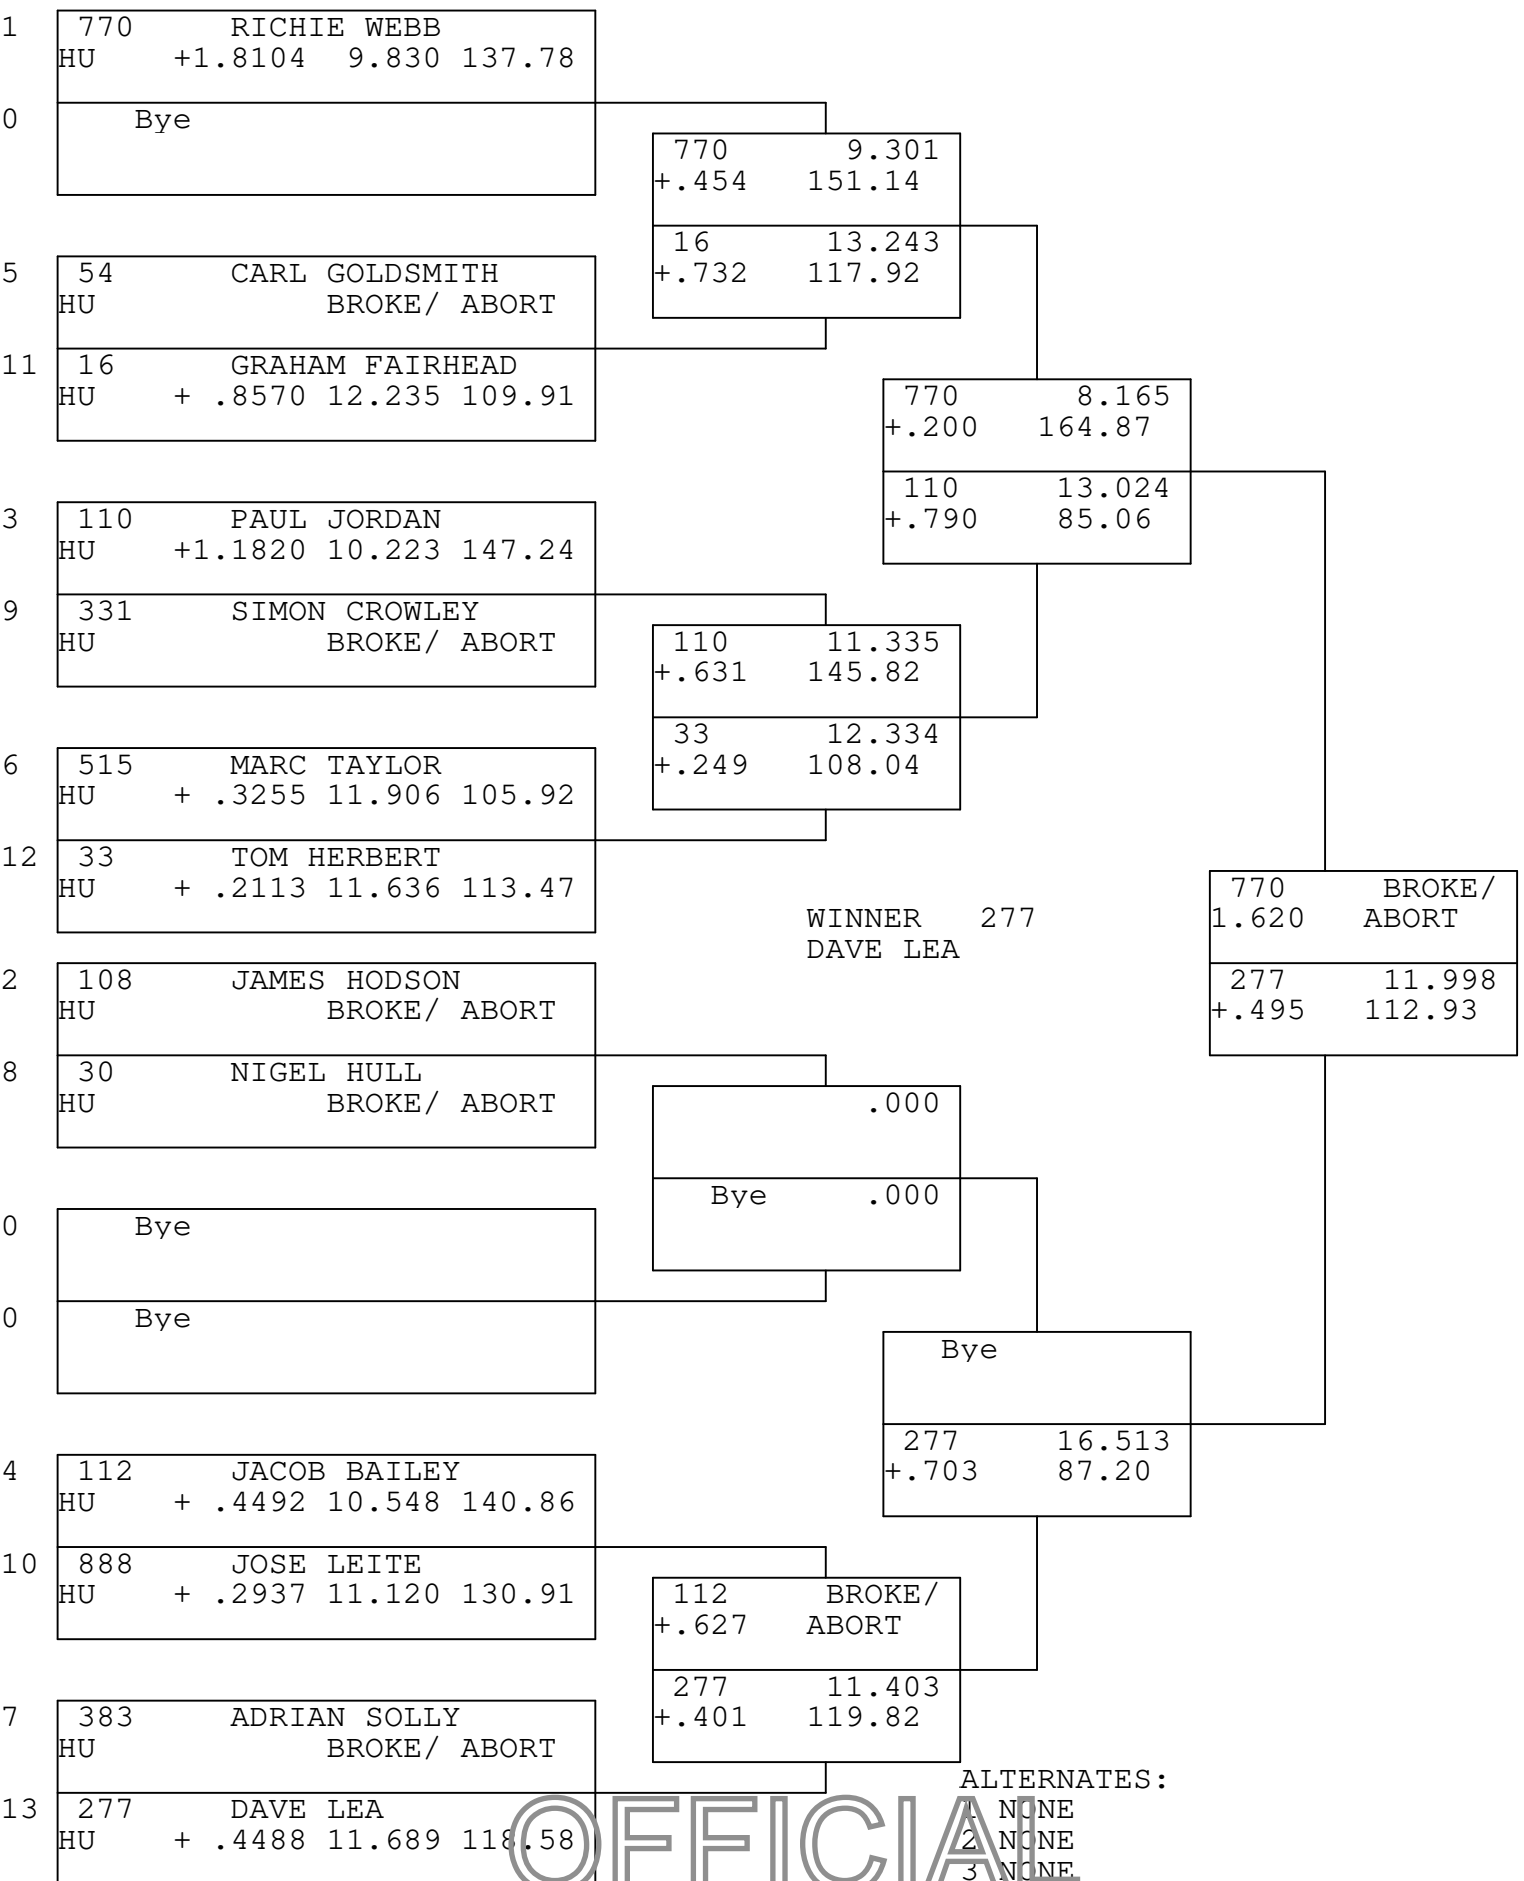 1 770 RICHIE WEBB
HU +1.8104 9.830 137.78
0 Bye
5 54 CARL GOLDSMITH
HU BROKE/ ABORT
11 16 GRAHAM FAIRHEAD
HU + .8570 12.235 109.91
3 110 PAUL JORDAN
HU +1.1820 10.223 147.24
9 331 SIMON CROWLEY
HU BROKE/ ABORT
6 515 MARC TAYLOR
HU + .3255 11.906 105.92
12 33 TOM HERBERT
HU + .2113 11.636 113.47
2 108 JAMES HODSON
HU BROKE/ ABORT
8 30 NIGEL HULL
HU BROKE/ ABORT
0 Bye
0 Bye
4 112 JACOB BAILEY
HU + .4492 10.548 140.86
10 888 JOSE LEITE
HU + .2937 11.120 130.91
7 383 ADRIAN SOLLY
HU BROKE/ ABORT
13 277 DAVE LEA
HU + .4488 11.689 118.58
770 9.301
+.454 151.14
16 13.243
+.732 117.92
110 11.335
+.631 145.82
33 12.334
+.249 108.04
.000
Bye .000
112 BROKE/
+.627 ABORT
277 11.403
+.401 119.82
770 8.165
+.200 164.87
110 13.024
+.790 85.06
Bye
277 16.513
+.703 87.20
770 BROKE/
1.620 ABORT
277 11.998
+.495 112.93
WINNER 277
DAVE LEA
ALTERNATES:
1 NONE
2 NONE
3 NONE
OFFICIAL